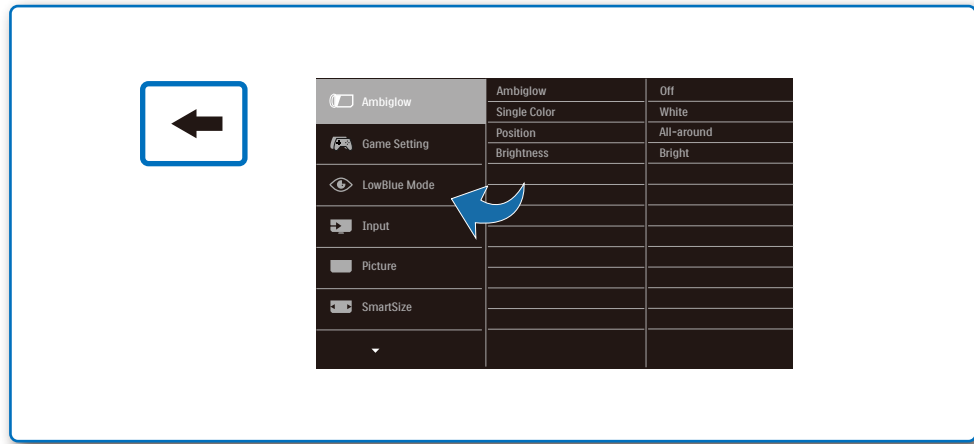 Ambiglow
Game Setting
LowBlue Mode
Input
Picture
SmartSize
Ambiglow Off
Single Color White
Position All-around
Brightness Bright